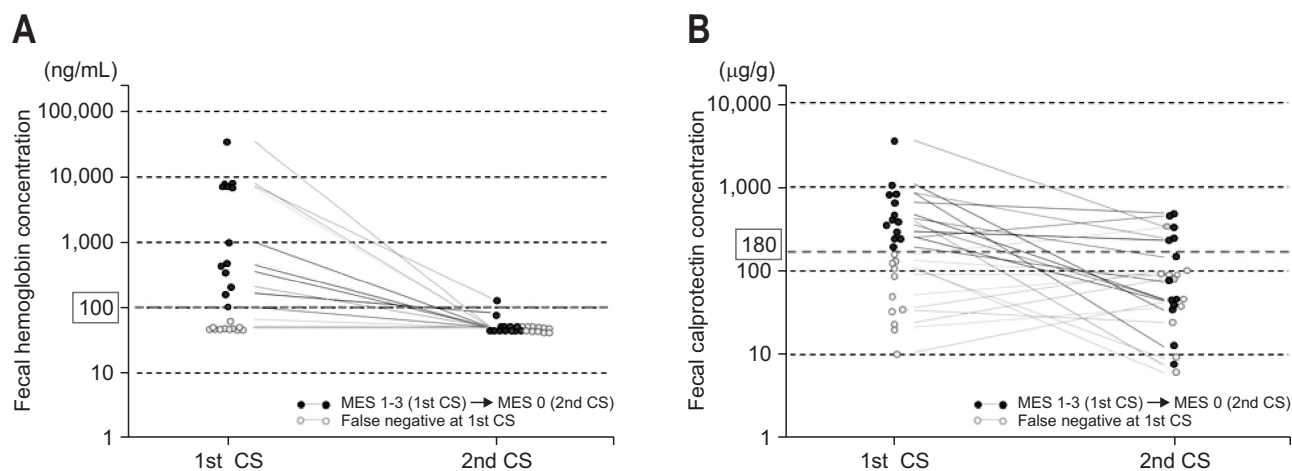 A
(ng/mL)
Fecal hemoglobin concentration
100,000
10,000
1,000
100
10
1
MES 1-3 (1st CS) → MES 0 (2nd CS)
False negative at 1st CS
1st CS
2nd CS
B
(μg/g)
Fecal calprotectin concentration
10,000
1,000
180
100
10
1
MES 1-3 (1st CS) → MES 0 (2nd CS)
False negative at 1st CS
1st CS
2nd CS